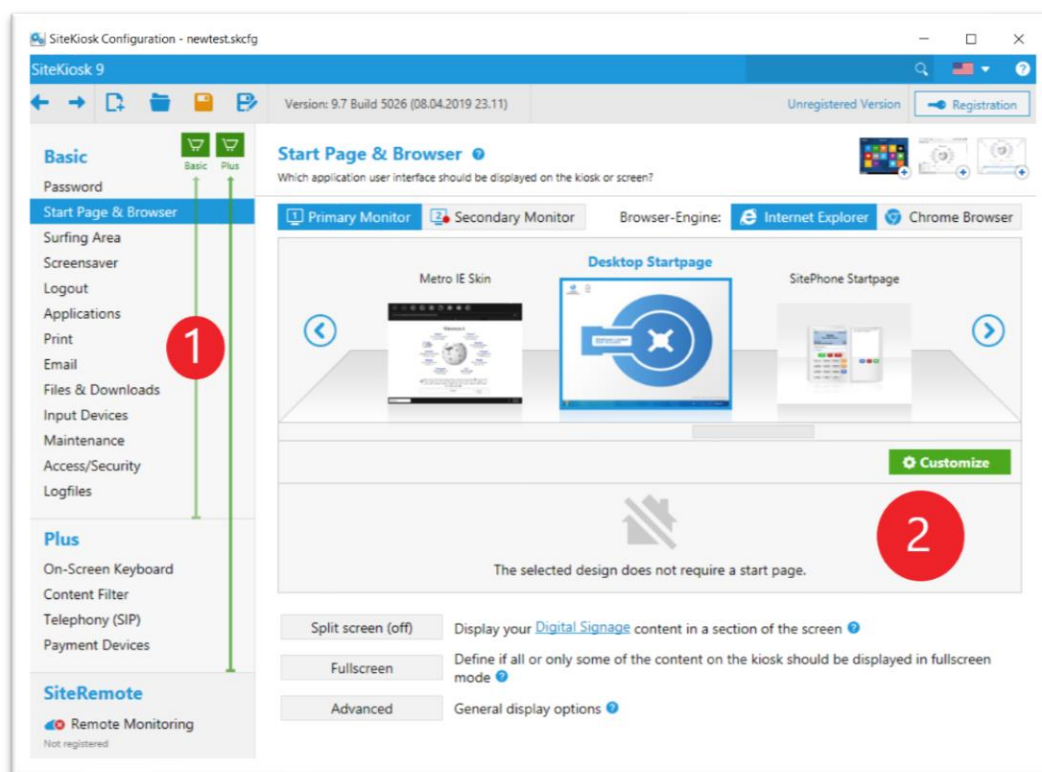 SiteKiosk Configuration - newtest.skcfg
SiteKiosk 9
Version: 9.7 Build 5026 (08.04.2019 23.11)
Unregistered Version
Registration
Basic
Basic
Plus
Password
Start Page & Browser
Surfing Area
Screensaver
Logout
Applications
Print
Email
Files & Downloads
Input Devices
Maintenance
Access/Security
Logfiles
1
Plus
On-Screen Keyboard
Content Filter
Telephony (SIP)
Payment Devices
SiteRemote
Remote Monitoring
Not registered
Start Page & Browser
Which application user interface should be displayed on the kiosk or screen?
1 Primary Monitor
2 Secondary Monitor
Browser-Engine:
Internet Explorer
Chrome Browser
Metro IE Skin
Desktop Startpage
SitePhone Startpage
Customize
2
The selected design does not require a start page.
Split screen (off)
Display your Digital Signage content in a section of the screen
Fullscreen
Define if all or only some of the content on the kiosk should be displayed in fullscreen
mode
Advanced
General display options